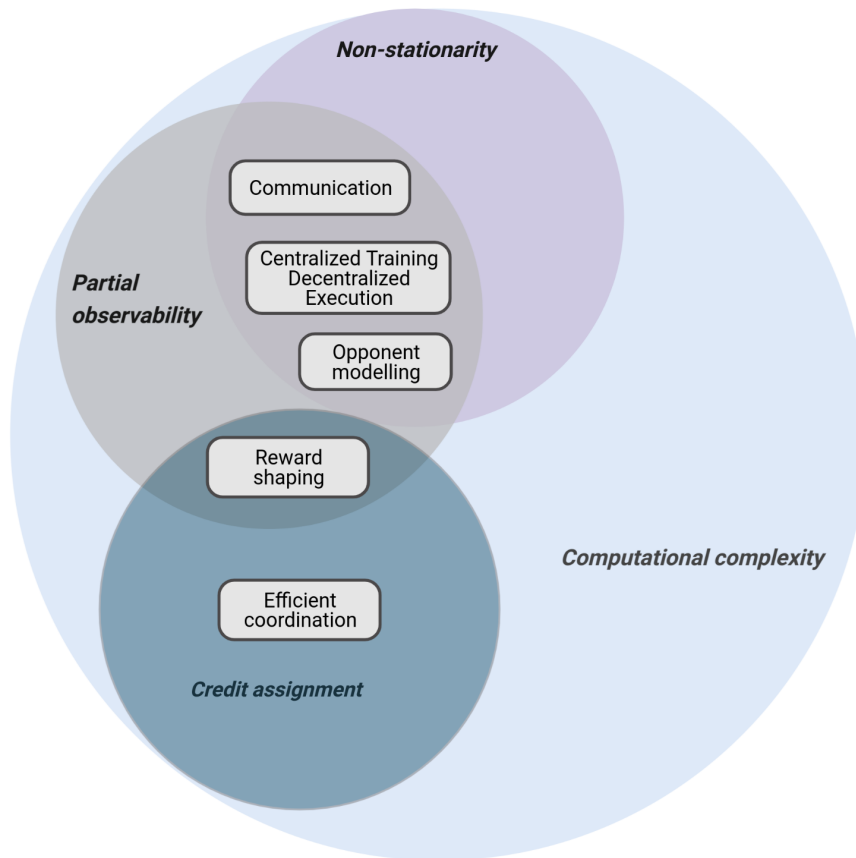 Non-stationarity
Communication
Centralized Training
Decentralized
Execution
Partial
observability
Opponent
modelling
Reward
shaping
Computational complexity
Efficient
coordination
Credit assignment